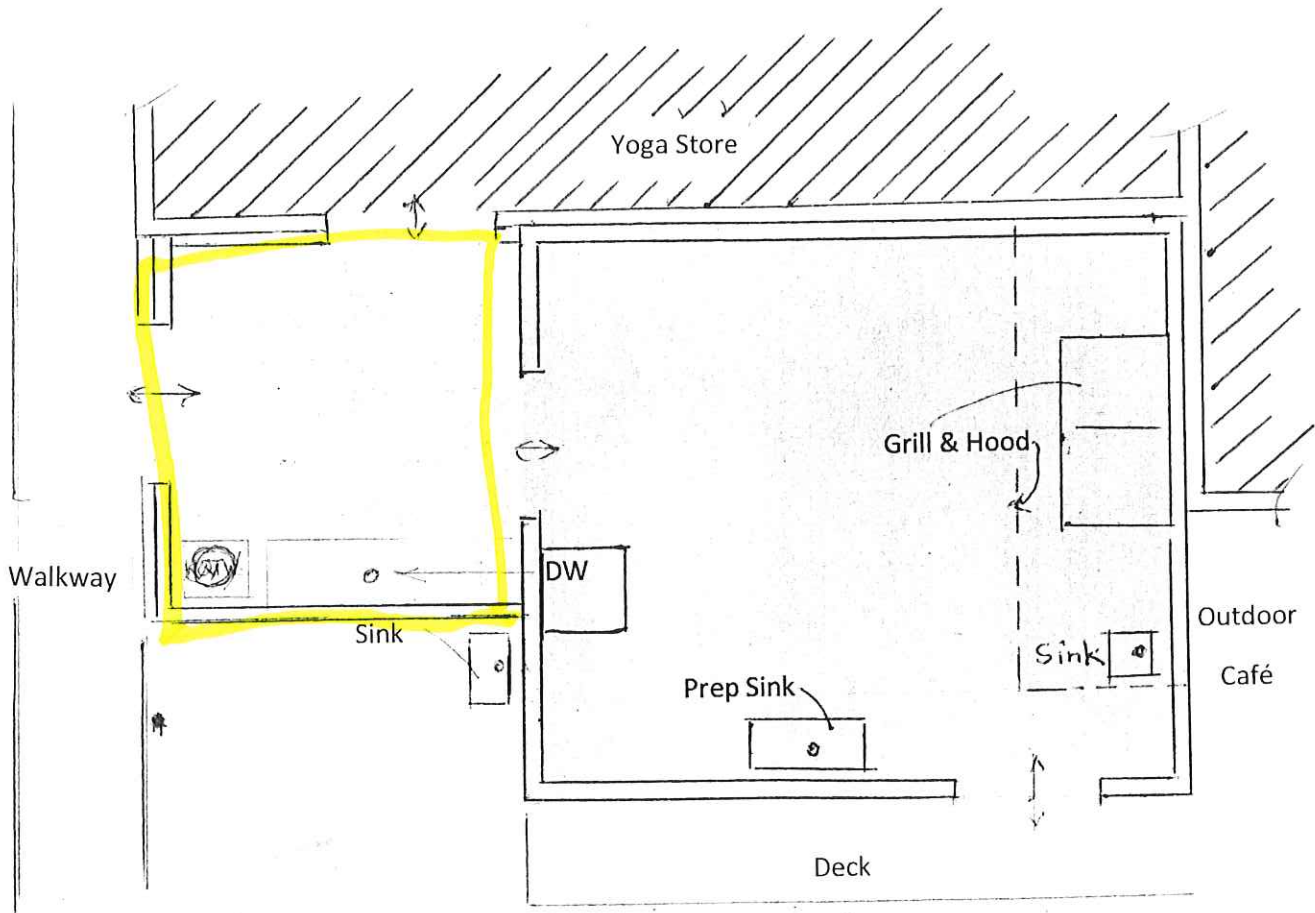 Yoga Store
Grill & Hood
Walkway
DW
Sink
Outdoor
Café
Sink
Prep Sink
Deck